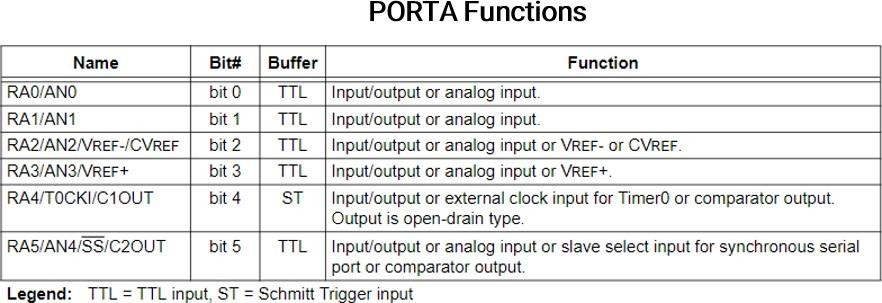 PORTA Functions
Name Bit# Buffer Function
RA0/AN0 bit 0 TTL Input/output or analog input.
RA1/AN1 bit 1 TTL Input/output or analog input.
RA2/AN2/VREF-/CVREF bit 2 TTL Input/output or analog input or VREF- or CVREF.
RA3/AN3/VREF+ bit 3 TTL Input/output or analog input or VREF+.
RA4/T0CKI/C1OUT bit 4 ST Input/output or external clock input for Timer0 or comparator output.
Output is open-drain type.
RA5/AN4/S̅S̅/C2OUT bit 5 TTL Input/output or analog input or slave select input for synchronous serial
port or comparator output.
Legend: TTL = TTL input, ST = Schmitt Trigger input